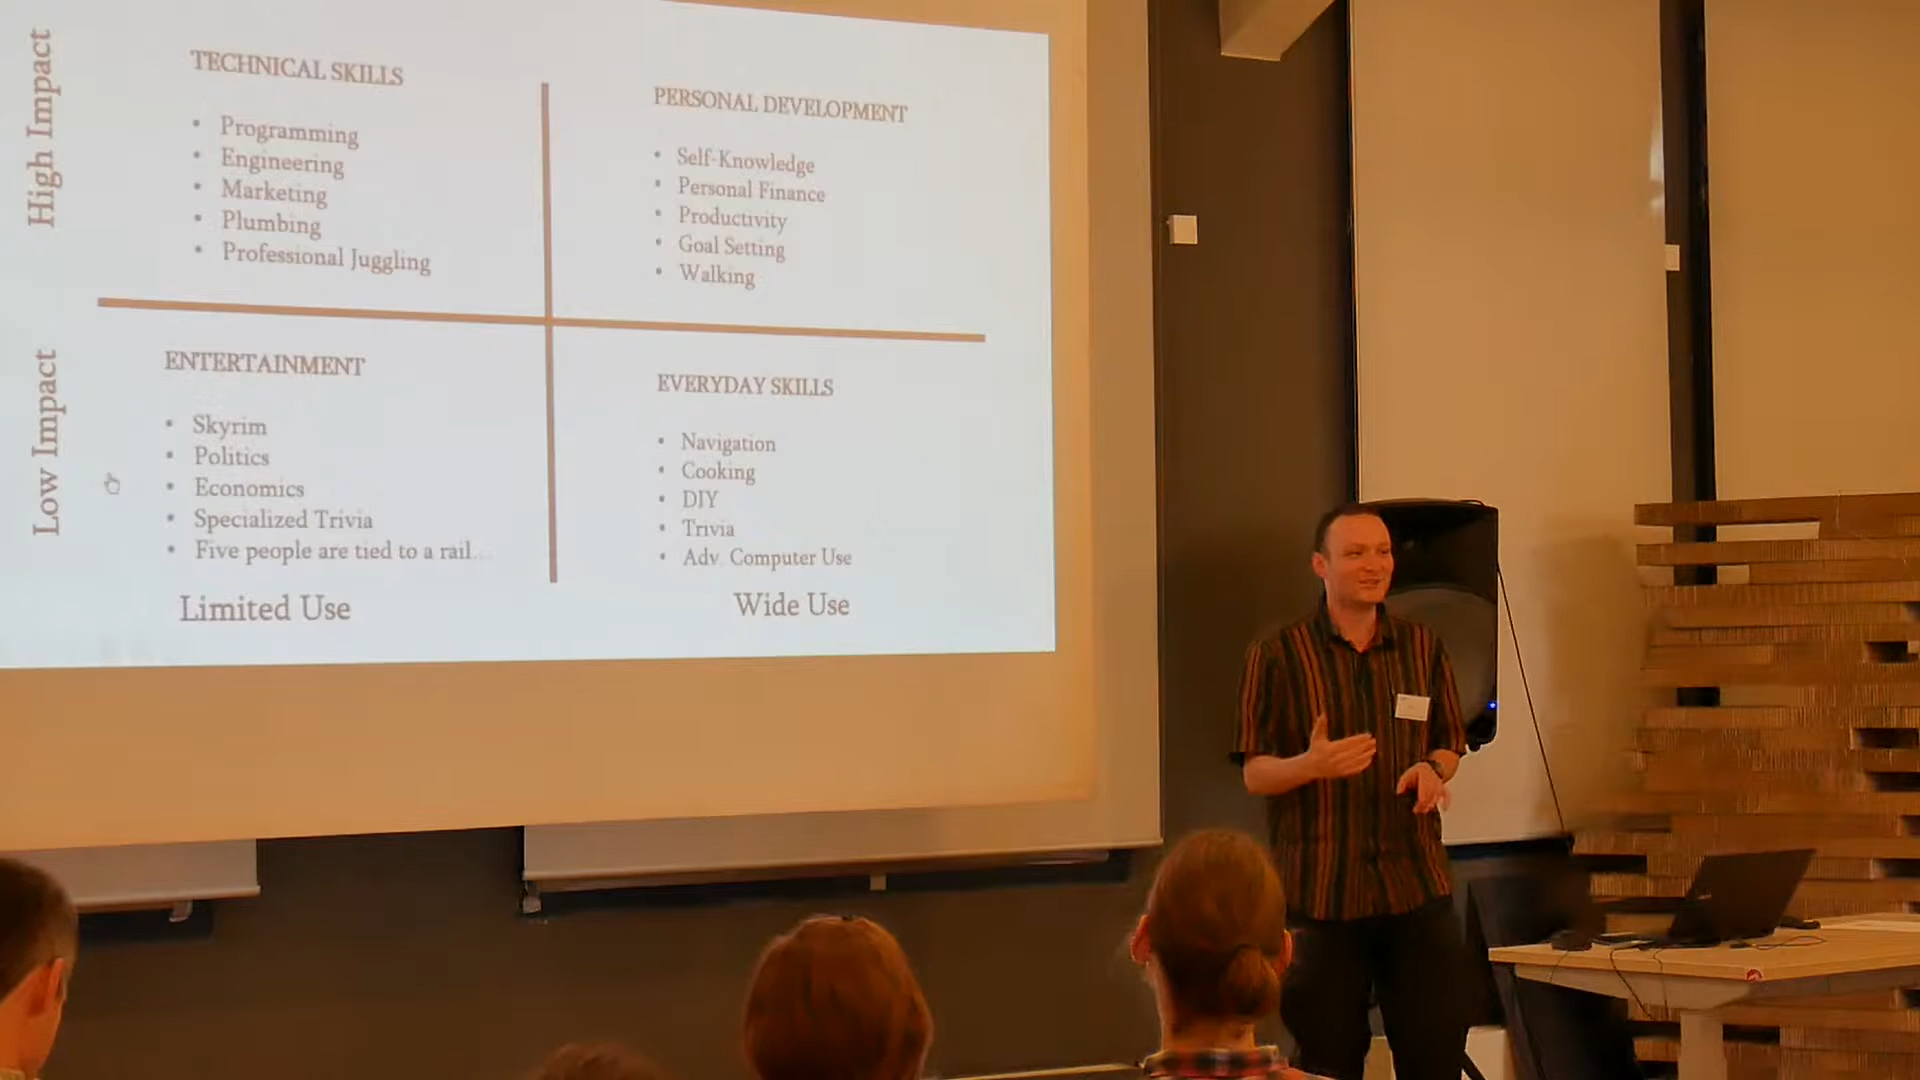 High Impact
TECHNICAL SKILLS
• Programming
• Engineering
• Marketing
• Plumbing
• Professional Juggling
PERSONAL DEVELOPMENT
• Self-Knowledge
• Personal Finance
• Productivity
• Goal Setting
• Walking
Low Impact
ENTERTAINMENT
• Skyrim
• Politics
• Economics
• Specialized Trivia
• Five people are tied to a rail...
EVERYDAY SKILLS
• Navigation
• Cooking
• DIY
• Trivia
• Adv. Computer Use
Limited Use
Wide Use